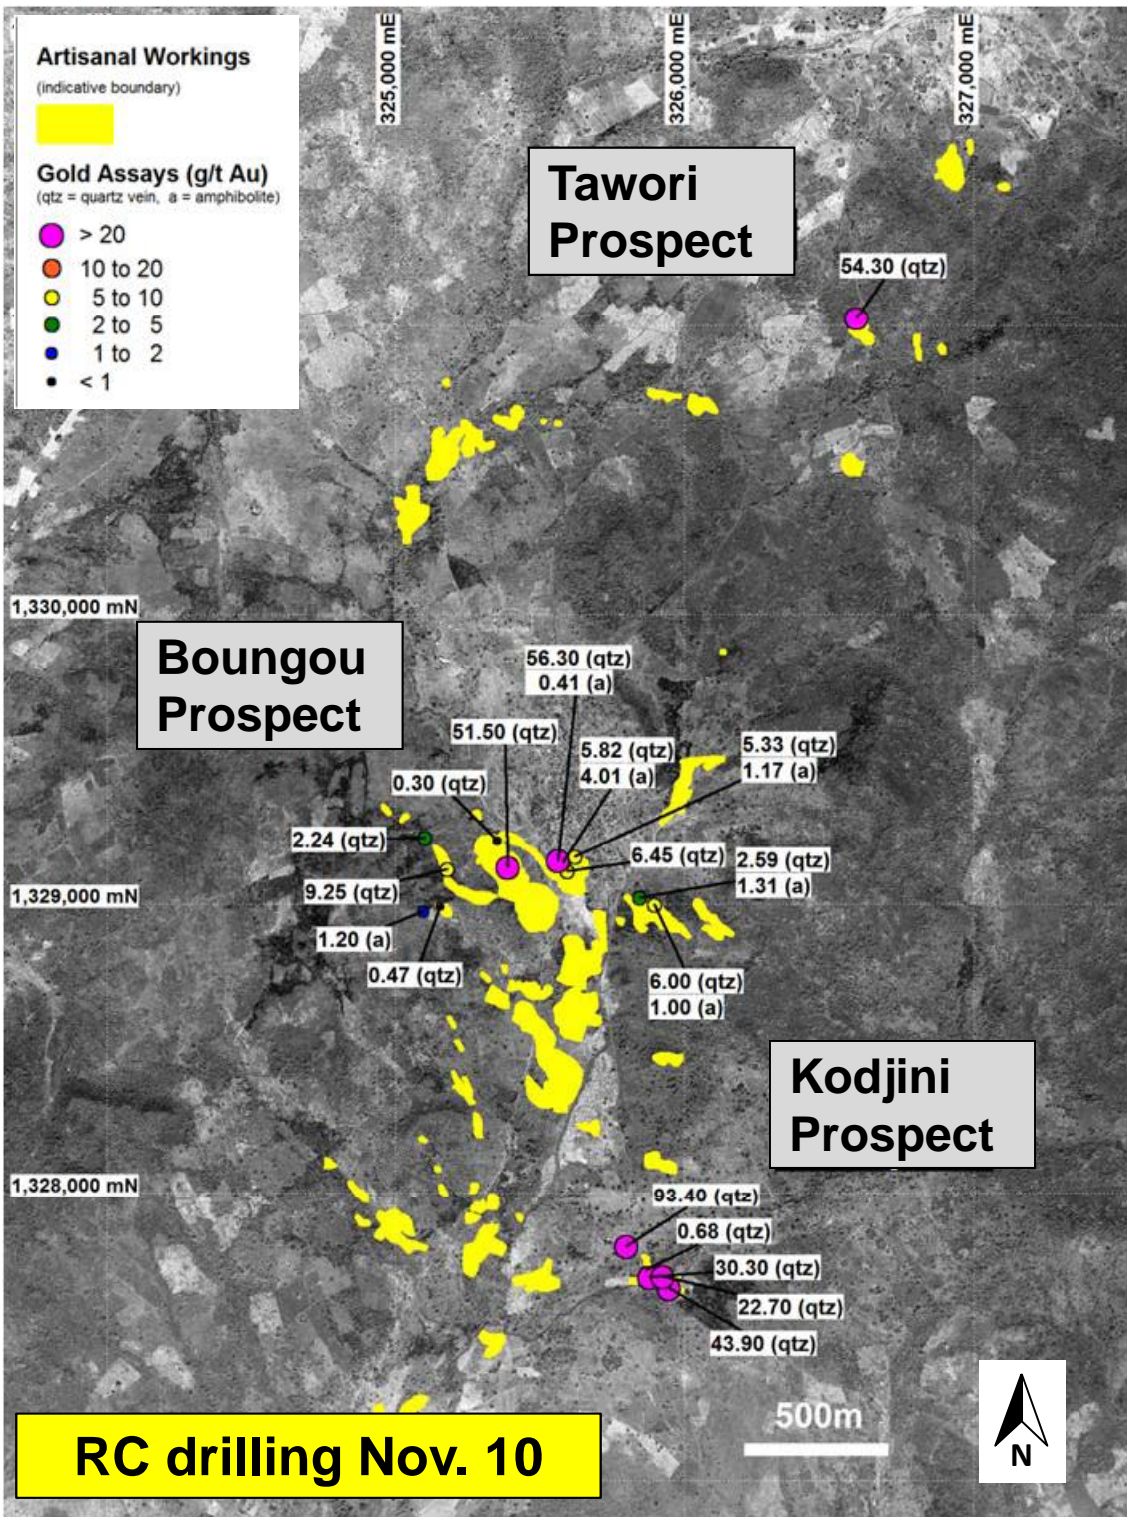 Artisanal Workings
(indicative boundary)
Gold Assays (g/t Au)
(qtz = quartz vein, a = amphibolite)
> 20
10 to 20
5 to 10
2 to 5
1 to 2
< 1
325,000 mE
326,000 mE
327,000 mE
Tawori
Prospect
54.30 (qtz)
1,330,000 mN
Boungou
Prospect
56.30 (qtz)
0.41 (a)
51.50 (qtz)
5.82 (qtz)
4.01 (a)
5.33 (qtz)
1.17 (a)
0.30 (qtz)
2.24 (qtz)
6.45 (qtz)
2.59 (qtz)
1.31 (a)
9.25 (qtz)
1,329,000 mN
1.20 (a)
0.47 (qtz)
6.00 (qtz)
1.00 (a)
Kodjini
Prospect
1,328,000 mN
93.40 (qtz)
0.68 (qtz)
30.30 (qtz)
22.70 (qtz)
43.90 (qtz)
500m
N
RC drilling Nov. 10